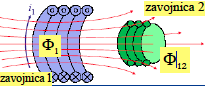 i₁
zavojnica 2
Φ₁
Φ₁₂
zavojnica 1